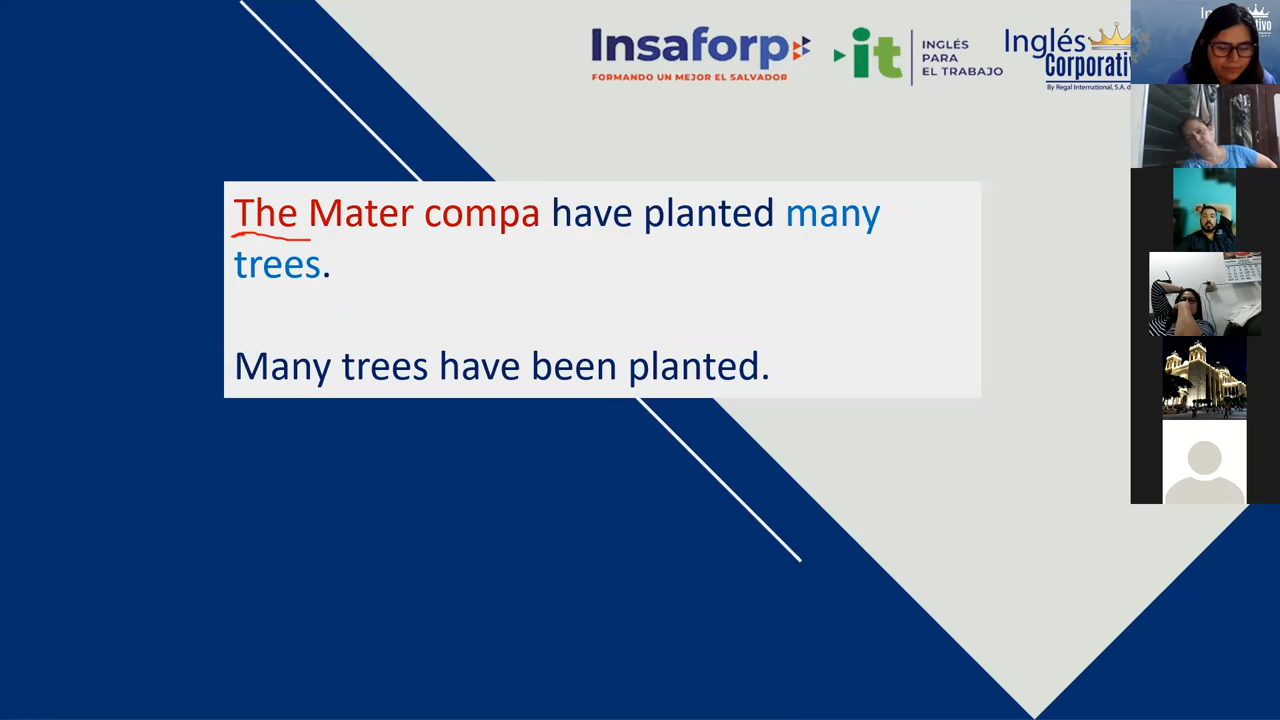 Insaforp
FORMANDO UN MEJOR EL SALVADOR
it
INGLÉS
PARA
EL TRABAJO
Inglés
Corporativ
By Regal International, S.A. d
The Mater compa have planted many
trees.
Many trees have been planted.